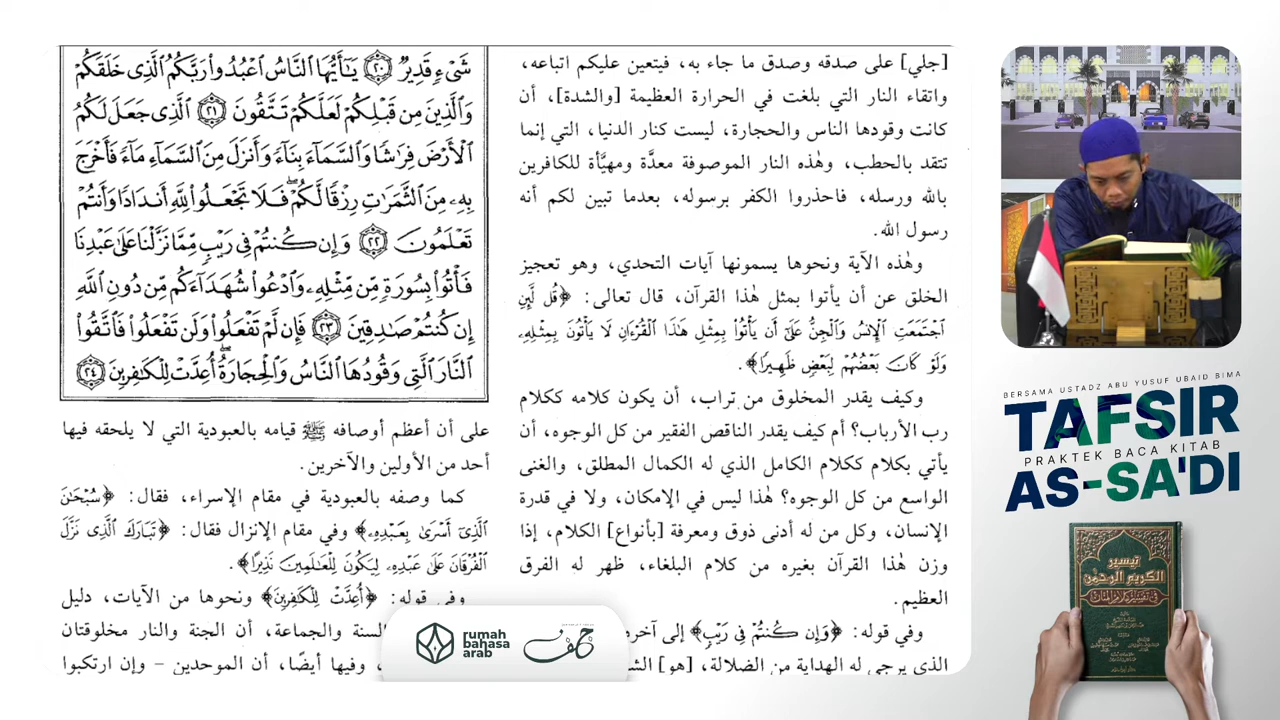 [جلي] على صدقه وصدق ما جاء به، فيتعين عليكم اتباعه،
واتقاء النار التي بلغت في الحرارة العظيمة [والشدة]، أن
كانت وقودها الناس والحجارة، ليست كنار الدنيا، التي إنما
تتقد بالحطب، وهٰذه النار الموصوفة معدَّة ومهيَّأة للكافرين
بالله ورسله، فاحذروا الكفر برسوله، بعدما تبين لكم أنه
رسول الله.
وهٰذه الآية ونحوها يسمونها آيات التحدي، وهو تعجيز
الخلق عن أن يأتوا بمثل هٰذا القرآن، قال تعالى: ﴿قُل لَّئِنِ
ٱجْتَمَعَتِ ٱلْإِنسُ وَٱلْجِنُّ عَلَىٰٓ أَن يَأْتُوا۟ بِمِثْلِ هَـٰذَا ٱلْقُرْءَانِ لَا يَأْتُونَ بِمِثْلِهِۦ
وَلَوْ كَانَ بَعْضُهُمْ لِبَعْضٍ ظَهِيرًا﴾.
وكيف يقدر المخلوق من تراب، أن يكون كلامه ككلام
رب الأرباب؟ أم كيف يقدر الناقص الفقير من كل الوجوه، أن
يأتي بكلام ككلام الكامل الذي له الكمال المطلق، والغنى
الواسع من كل الوجوه؟ هٰذا ليس في الإمكان، ولا في قدرة
الإنسان، وكل من له أدنى ذوق ومعرفة [بأنواع] الكلام، إذا
وزن هٰذا القرآن بغيره من كلام البلغاء، ظهر له الفرق
العظيم.
وفي قوله: ﴿وَإِن كُنتُمْ فِى رَيْبٍ﴾ إلى آخره
الذي يرجى له الهداية من الضلالة، [هو]
شَىْءٍ قَدِيرٌ ٢٠ يَـٰٓأَيُّهَا ٱلنَّاسُ ٱعْبُدُوا۟ رَبَّكُمُ ٱلَّذِى خَلَقَكُمْ
وَٱلَّذِينَ مِن قَبْلِكُمْ لَعَلَّكُمْ تَتَّقُونَ ٢١ ٱلَّذِى جَعَلَ لَكُمُ
ٱلْأَرْضَ فِرَٰشًا وَٱلسَّمَآءَ بِنَآءً وَأَنزَلَ مِنَ ٱلسَّمَآءِ مَآءً فَأَخْرَجَ
بِهِۦ مِنَ ٱلثَّمَرَٰتِ رِزْقًا لَّكُمْ ۖ فَلَا تَجْعَلُوا۟ لِلَّهِ أَندَادًا وَأَنتُمْ
تَعْلَمُونَ ٢٢ وَإِن كُنتُمْ فِى رَيْبٍ مِّمَّا نَزَّلْنَا عَلَىٰ عَبْدِنَا
فَأْتُوا۟ بِسُورَةٍ مِّن مِّثْلِهِۦ وَٱدْعُوا۟ شُهَدَآءَكُم مِّن دُونِ ٱللَّهِ
إِن كُنتُمْ صَـٰدِقِينَ ٢٣ فَإِن لَّمْ تَفْعَلُوا۟ وَلَن تَفْعَلُوا۟ فَٱتَّقُوا۟
ٱلنَّارَ ٱلَّتِى وَقُودُهَا ٱلنَّاسُ وَٱلْحِجَارَةُ ۖ أُعِدَّتْ لِلْكَـٰفِرِينَ ٢٤
على أن أعظم أوصافه ﷺ قيامه بالعبودية التي لا يلحقه فيها
أحد من الأولين والآخرين.
كما وصفه بالعبودية في مقام الإسراء، فقال: ﴿سُبْحَـٰنَ
ٱلَّذِىٓ أَسْرَىٰ بِعَبْدِهِۦ﴾ وفي مقام الإنزال فقال: ﴿تَبَارَكَ ٱلَّذِى نَزَّلَ
ٱلْفُرْقَانَ عَلَىٰ عَبْدِهِۦ لِيَكُونَ لِلْعَـٰلَمِينَ نَذِيرًا﴾.
وفي قوله: ﴿أُعِدَّتْ لِلْكَـٰفِرِينَ﴾ ونحوها من الآيات، دليل
السنة والجماعة، أن الجنة والنار مخلوقتان
، وفيها أيضًا، أن الموحدين – وإن ارتكبوا
rumah
bahasa
arab
BERSAMA USTADZ ABU YUSUF UBAID BIMA
TAFSIR
PRAKTEK BACA KITAB
AS-SA'DI
تيسير
الكريم الرحمٰن
في تفسير كلام المنان